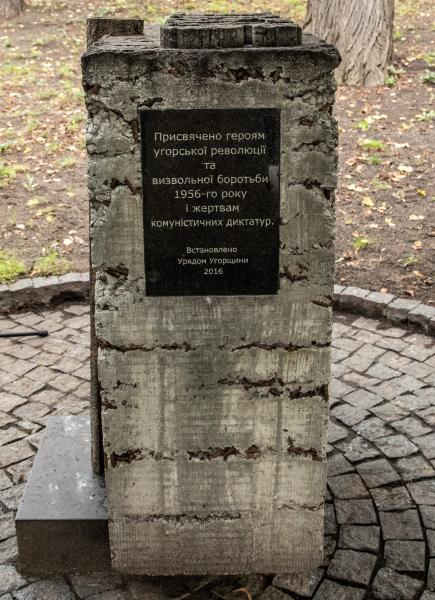 Присвячено героям
угорської революції
та
визвольної боротьби
1956-го року
і жертвам
комуністичних диктатур.
Встановлено
Урядом Угорщини
2016